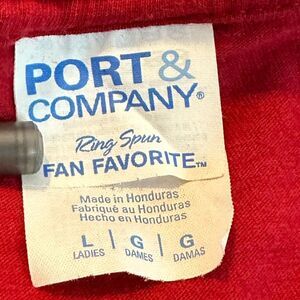 PORT &
COMPANY®
Ring Spun
FAN FAVORITE™
Made in Honduras
Fabriqué au Honduras
Hecho en Honduras
L | G | G
LADIES | DAMES | DAMAS